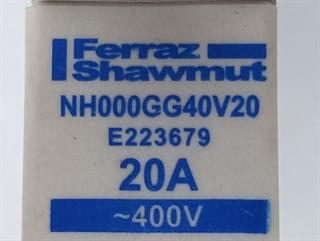 Ferraz
Shawmut
NH000GG40V20
E223679
20A
~400V